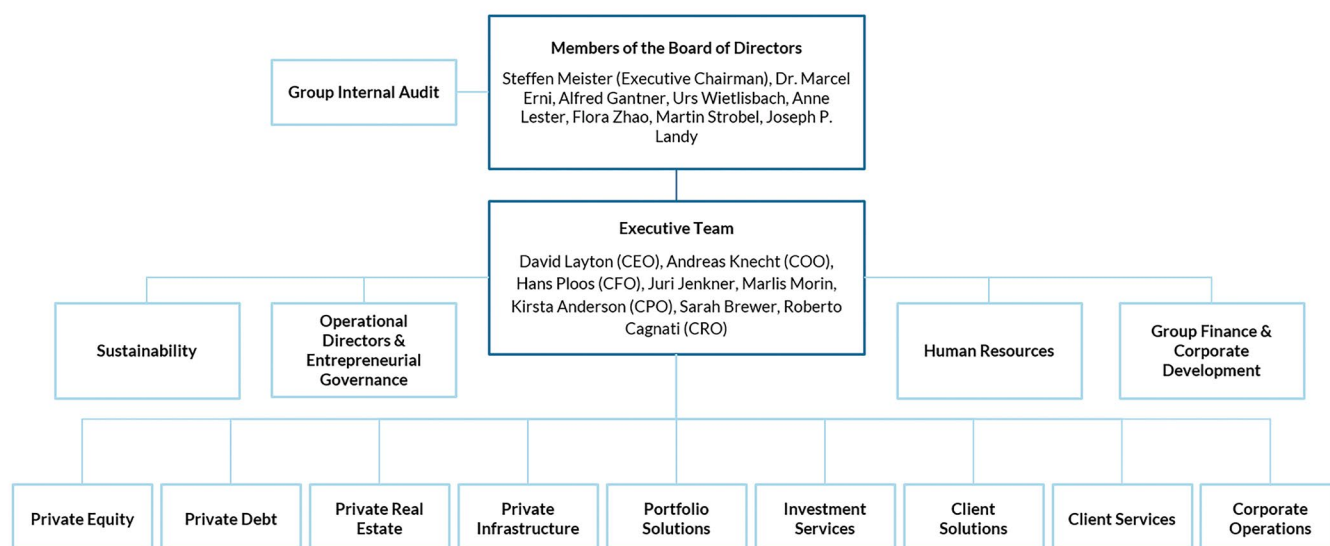 Members of the Board of Directors
Steffen Meister (Executive Chairman), Dr. Marcel
Erni, Alfred Gantner, Urs Wietlisbach, Anne
Lester, Flora Zhao, Martin Strobel, Joseph P.
Landy
Group Internal Audit
Executive Team
David Layton (CEO), Andreas Knecht (COO),
Hans Ploos (CFO), Juri Jenkner, Marlis Morin,
Kirsta Anderson (CPO), Sarah Brewer, Roberto
Cagnati (CRO)
Sustainability
Operational
Directors &
Entrepreneurial
Governance
Human Resources
Group Finance &
Corporate
Development
Private Equity
Private Debt
Private Real
Estate
Private
Infrastructure
Portfolio
Solutions
Investment
Services
Client
Solutions
Client Services
Corporate
Operations